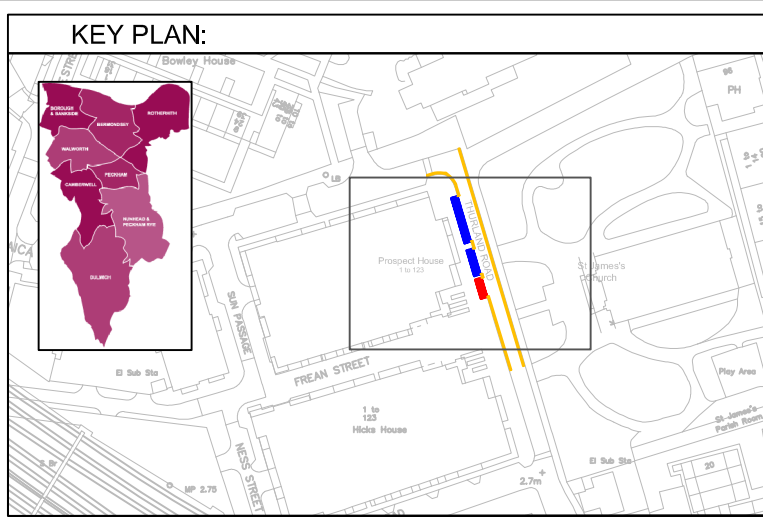 KEY PLAN:
Bowley House
BOROUGH
& BANKSIDE
BERMONDSEY
ROTHERHITH
WALWORTH
PECKHAM
CAMBERWELL
NUNHEAD &
PECKHAM RYE
DULWICH
96
PH
LB
THURLAND ROAD
Prospect House
1 to 123
St James's
Church
SUN PASSAGE
FREAN STREET
El Sub Sta
Play Area
1 to
123
Hicks House
St James's
Parish Room
NESS STREET
El Sub Sta
20
MP 2.75
2.7m